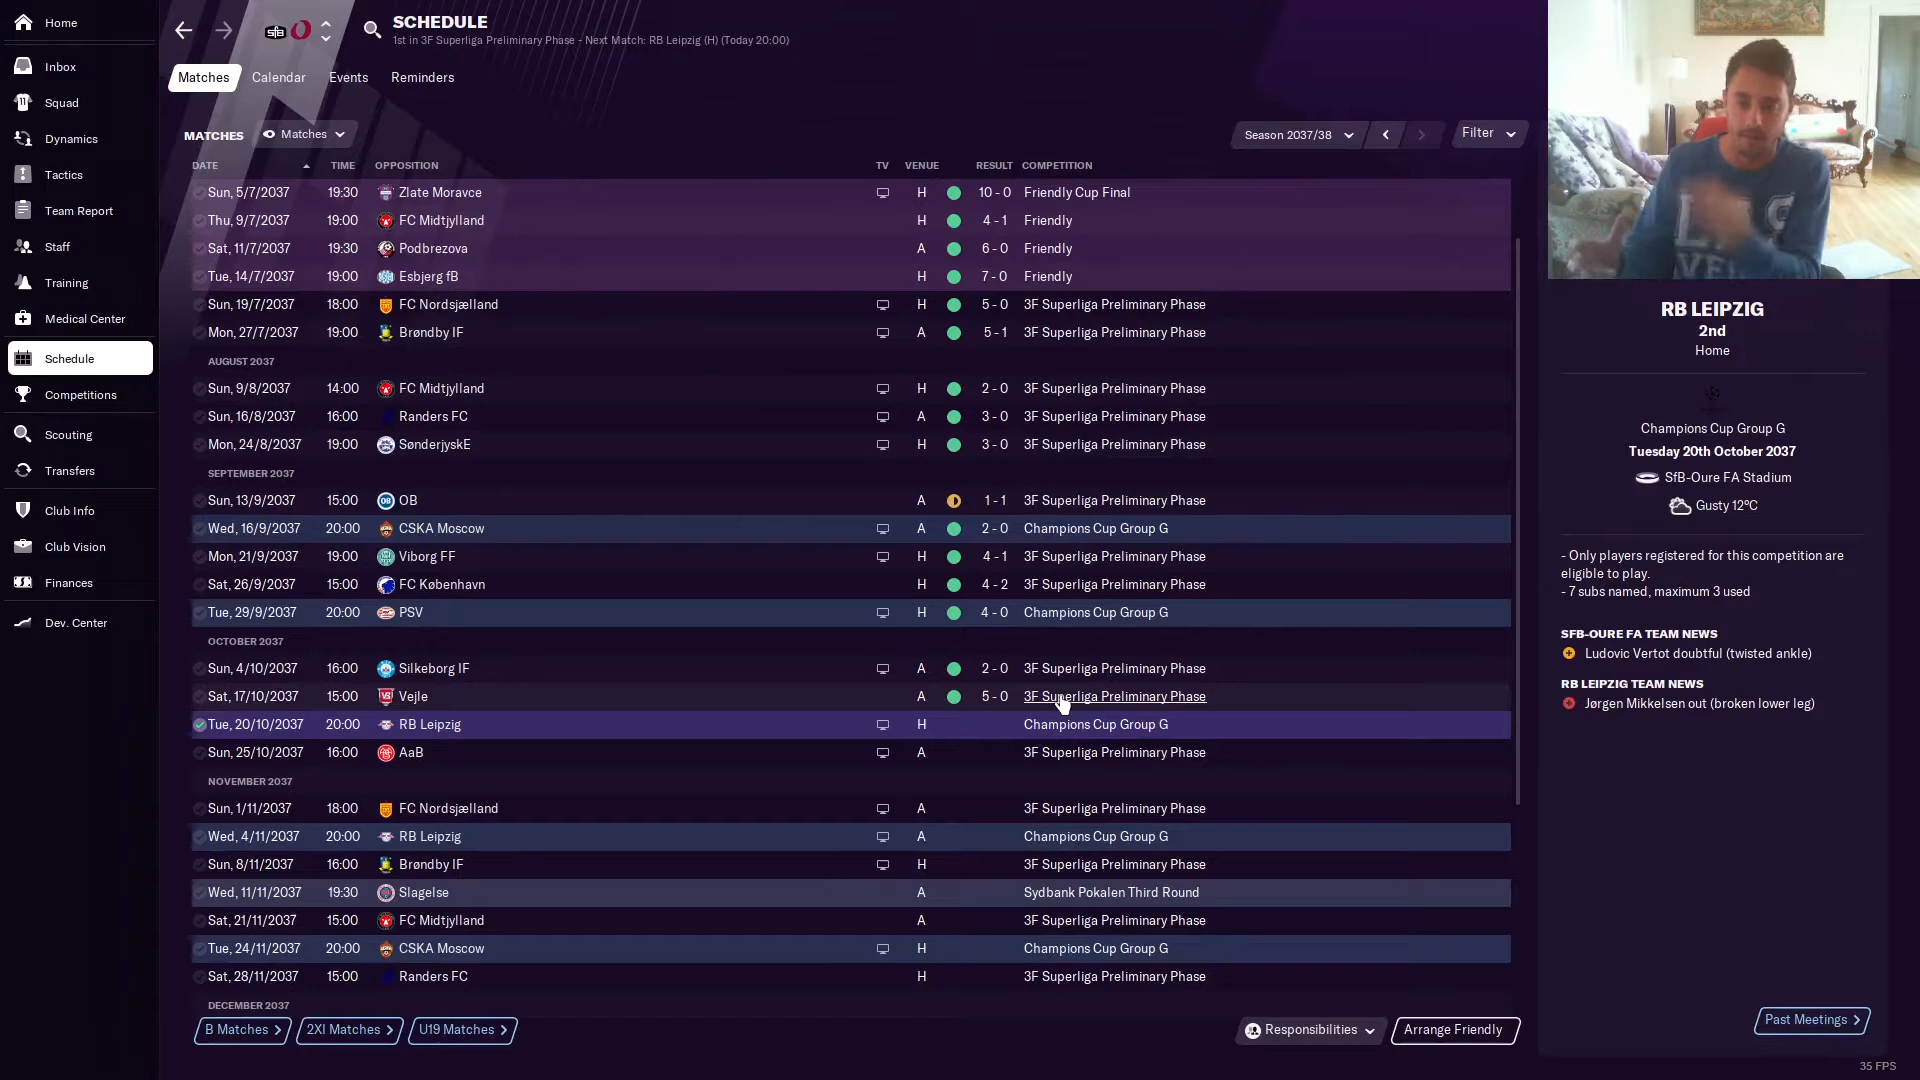 Home
Inbox
Squad
Dynamics
Tactics
Team Report
Staff
Training
Medical Center
Schedule
Competitions
Scouting
Transfers
Club Info
Club Vision
Finances
Dev. Center
SCHEDULE
1st in 3F Superliga Preliminary Phase - Next Match: RB Leipzig (H) (Today 20:00)
Matches Calendar Events Reminders
MATCHES Matches Season 2037/38 Filter
DATE TIME OPPOSITION TV VENUE RESULT COMPETITION
Sun, 5/7/2037 19:30 Zlate Moravce H 10 - 0 Friendly Cup Final
Thu, 9/7/2037 19:00 FC Midtjylland H 4 - 1 Friendly
Sat, 11/7/2037 19:30 Podbrezova A 6 - 0 Friendly
Tue, 14/7/2037 19:00 Esbjerg fB H 7 - 0 Friendly
Sun, 19/7/2037 18:00 FC Nordsjælland H 5 - 0 3F Superliga Preliminary Phase
Mon, 27/7/2037 19:00 Brøndby IF A 5 - 1 3F Superliga Preliminary Phase
AUGUST 2037
Sun, 9/8/2037 14:00 FC Midtjylland H 2 - 0 3F Superliga Preliminary Phase
Sun, 16/8/2037 16:00 Randers FC A 3 - 0 3F Superliga Preliminary Phase
Mon, 24/8/2037 19:00 SønderjyskE H 3 - 0 3F Superliga Preliminary Phase
SEPTEMBER 2037
Sun, 13/9/2037 15:00 OB A 1 - 1 3F Superliga Preliminary Phase
Wed, 16/9/2037 20:00 CSKA Moscow A 2 - 0 Champions Cup Group G
Mon, 21/9/2037 19:00 Viborg FF H 4 - 1 3F Superliga Preliminary Phase
Sat, 26/9/2037 15:00 FC København H 4 - 2 3F Superliga Preliminary Phase
Tue, 29/9/2037 20:00 PSV H 4 - 0 Champions Cup Group G
OCTOBER 2037
Sun, 4/10/2037 16:00 Silkeborg IF A 2 - 0 3F Superliga Preliminary Phase
Sat, 17/10/2037 15:00 Vejle A 5 - 0 3F Superliga Preliminary Phase
Tue, 20/10/2037 20:00 RB Leipzig H Champions Cup Group G
Sun, 25/10/2037 16:00 AaB A 3F Superliga Preliminary Phase
NOVEMBER 2037
Sun, 1/11/2037 18:00 FC Nordsjælland A 3F Superliga Preliminary Phase
Wed, 4/11/2037 20:00 RB Leipzig A Champions Cup Group G
Sun, 8/11/2037 16:00 Brøndby IF H 3F Superliga Preliminary Phase
Wed, 11/11/2037 19:30 Slagelse A Sydbank Pokalen Third Round
Sat, 21/11/2037 15:00 FC Midtjylland A 3F Superliga Preliminary Phase
Tue, 24/11/2037 20:00 CSKA Moscow H Champions Cup Group G
Sat, 28/11/2037 15:00 Randers FC H 3F Superliga Preliminary Phase
DECEMBER 2037
B Matches 2XI Matches U19 Matches Responsibilities Arrange Friendly
RB LEIPZIG
2nd
Home
Champions Cup Group G
Tuesday 20th October 2037
SfB-Oure FA Stadium
Gusty 12°C
- Only players registered for this competition are
eligible to play.
- 7 subs named, maximum 3 used
SFB-OURE FA TEAM NEWS
Ludovic Vertot doubtful (twisted ankle)
RB LEIPZIG TEAM NEWS
Jørgen Mikkelsen out (broken lower leg)
Past Meetings
35 FPS